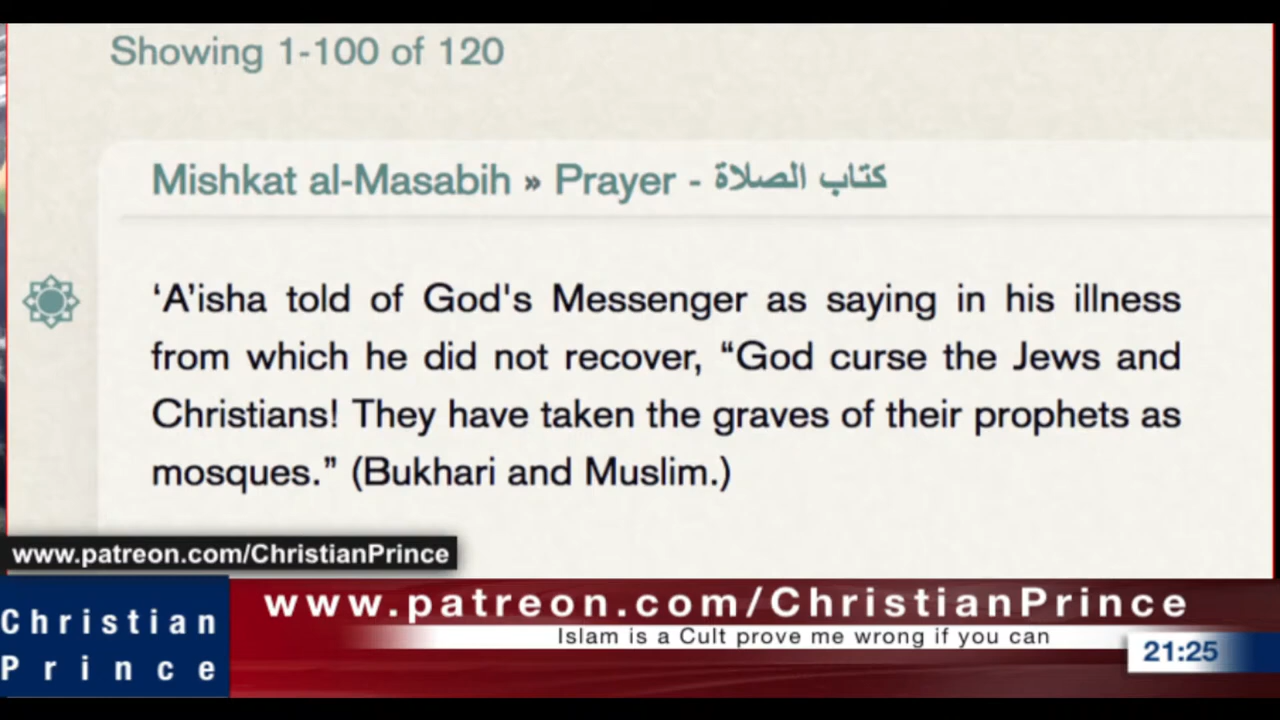 Showing 1-100 of 120
Mishkat al-Masabih » Prayer - كتاب الصلاة
‘A’isha told of God's Messenger as saying in his illness
from which he did not recover, “God curse the Jews and
Christians! They have taken the graves of their prophets as
mosques.” (Bukhari and Muslim.)
www.patreon.com/ChristianPrince
Christian
Prince
www.patreon.com/ChristianPrince
Islam is a Cult prove me wrong if you can
21:25